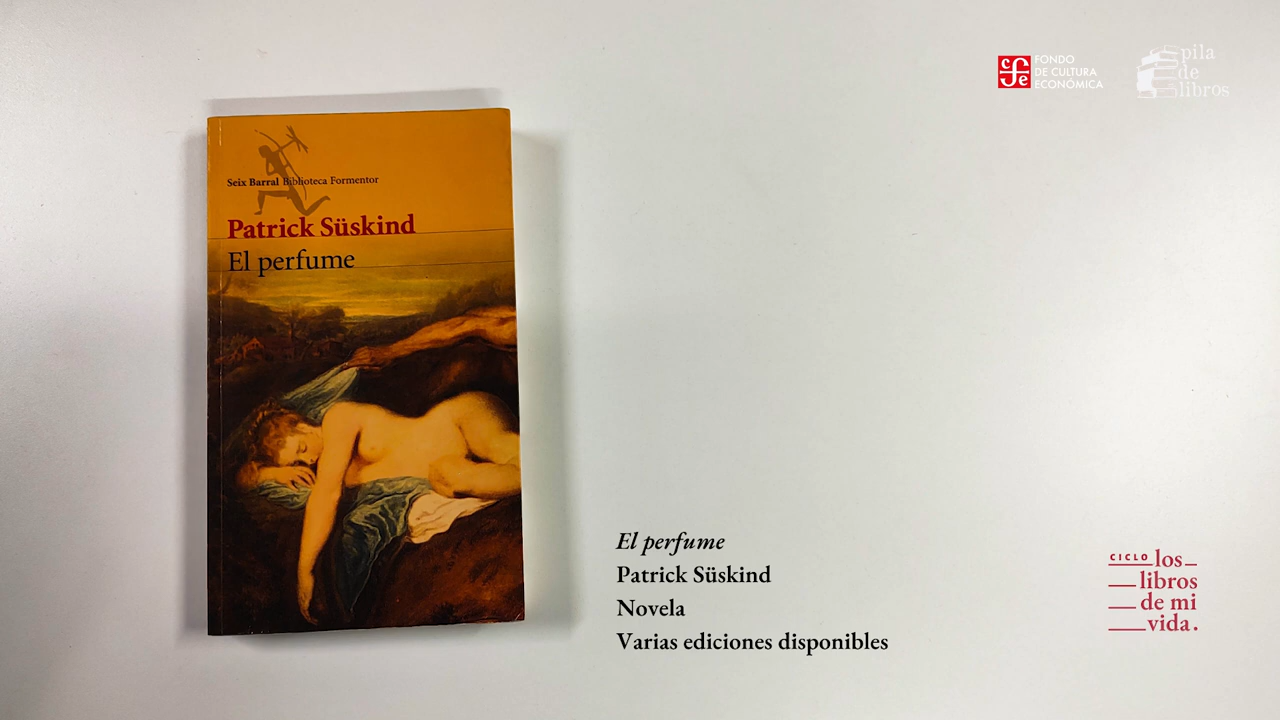 Seix Barral Biblioteca Formentor
Patrick Süskind
El perfume
cfe
FONDO
DE CULTURA
ECONÓMICA
pila
de
libros
El perfume
Patrick Süskind
Novela
Varias ediciones disponibles
CICLO los
libros
de mi
vida.